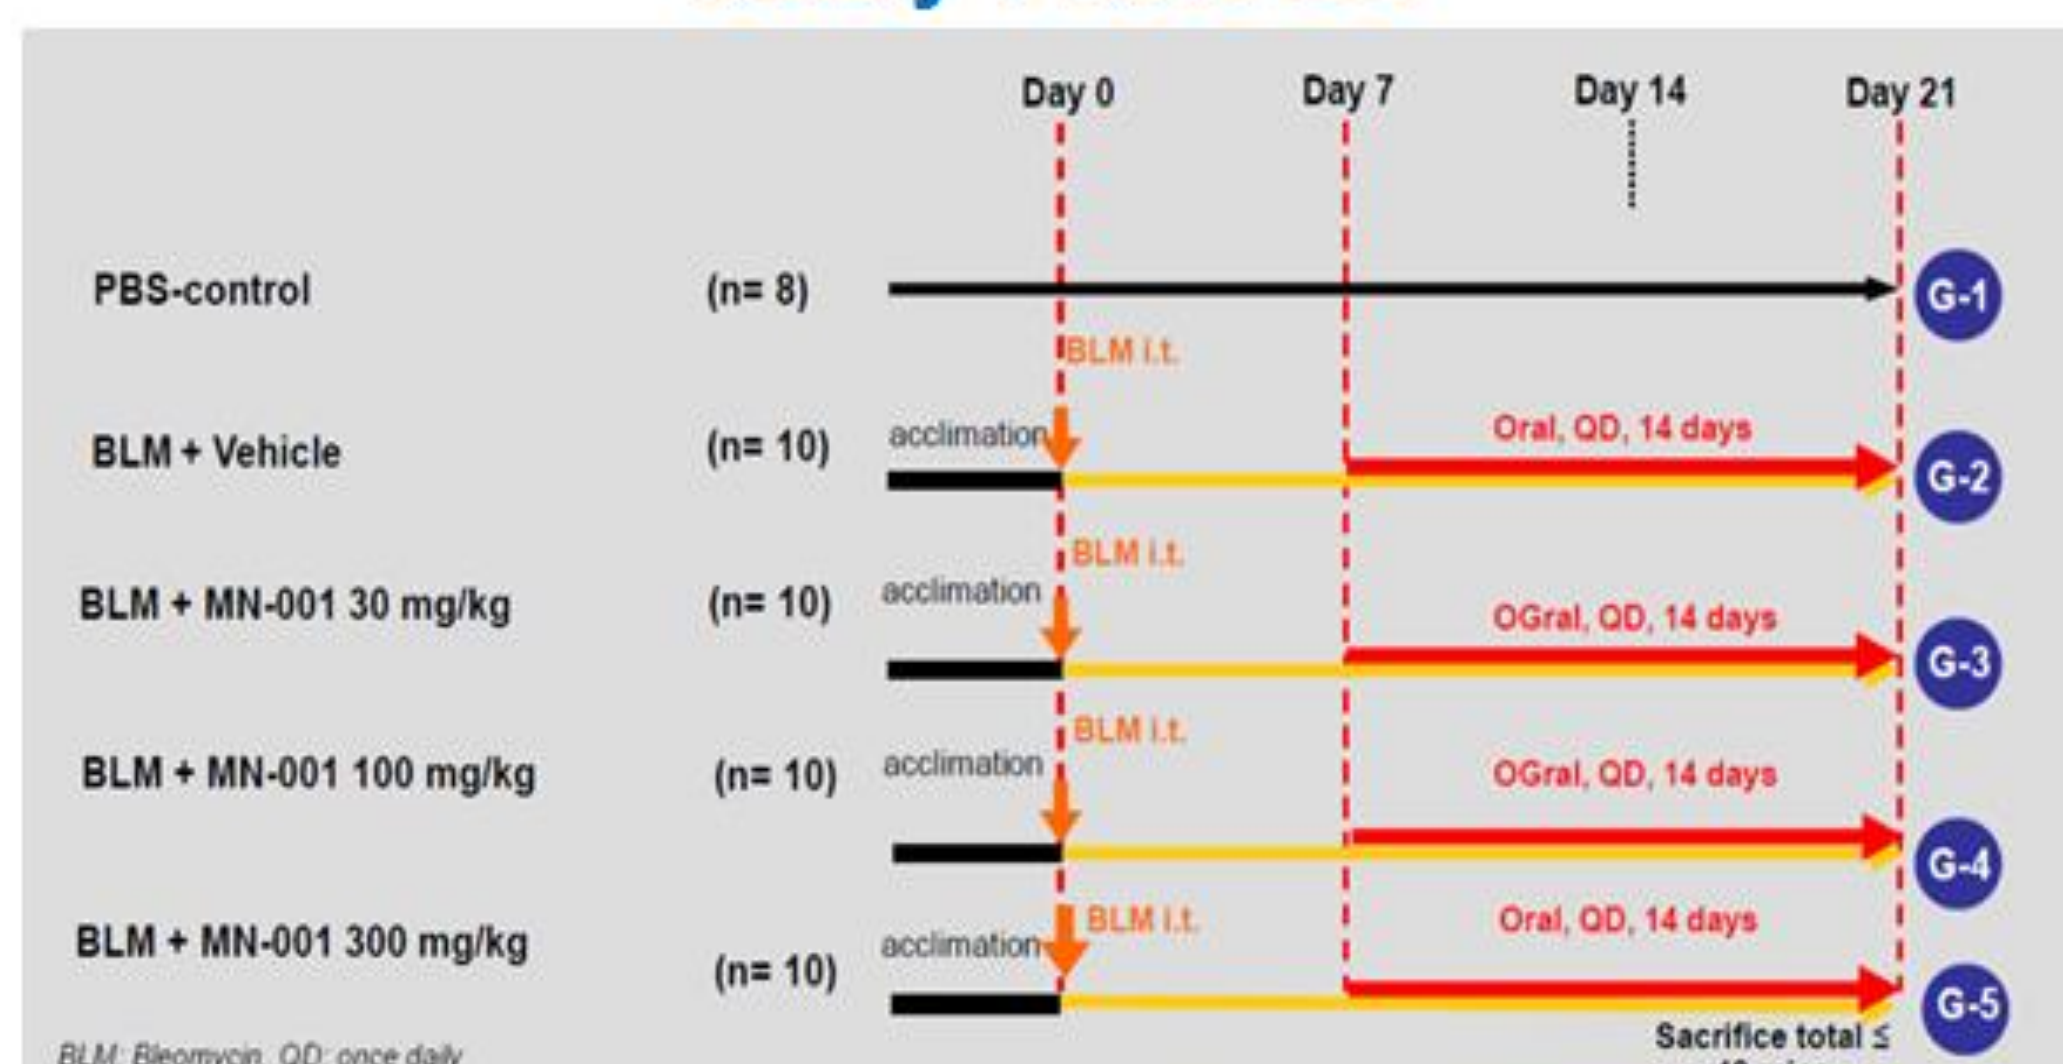 Day 0 Day 7 Day 14 Day 21
PBS-control (n= 8) G-1
BLM i.t.
BLM + Vehicle (n= 10) acclimation Oral, QD, 14 days G-2
BLM i.t.
BLM + MN-001 30 mg/kg (n= 10) acclimation OGral, QD, 14 days G-3
BLM i.t.
BLM + MN-001 100 mg/kg (n= 10) acclimation OGral, QD, 14 days G-4
BLM i.t.
BLM + MN-001 300 mg/kg (n= 10) acclimation Oral, QD, 14 days G-5
Sacrifice total ≤
BLM: Bleomycin, QD: once daily